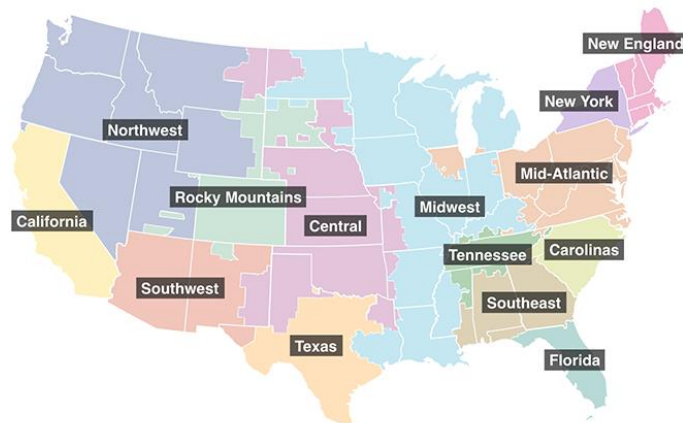 New England
New York
Northwest
Mid-Atlantic
Rocky Mountains
Midwest
California
Central
Tennessee
Carolinas
Southwest
Southeast
Texas
Florida